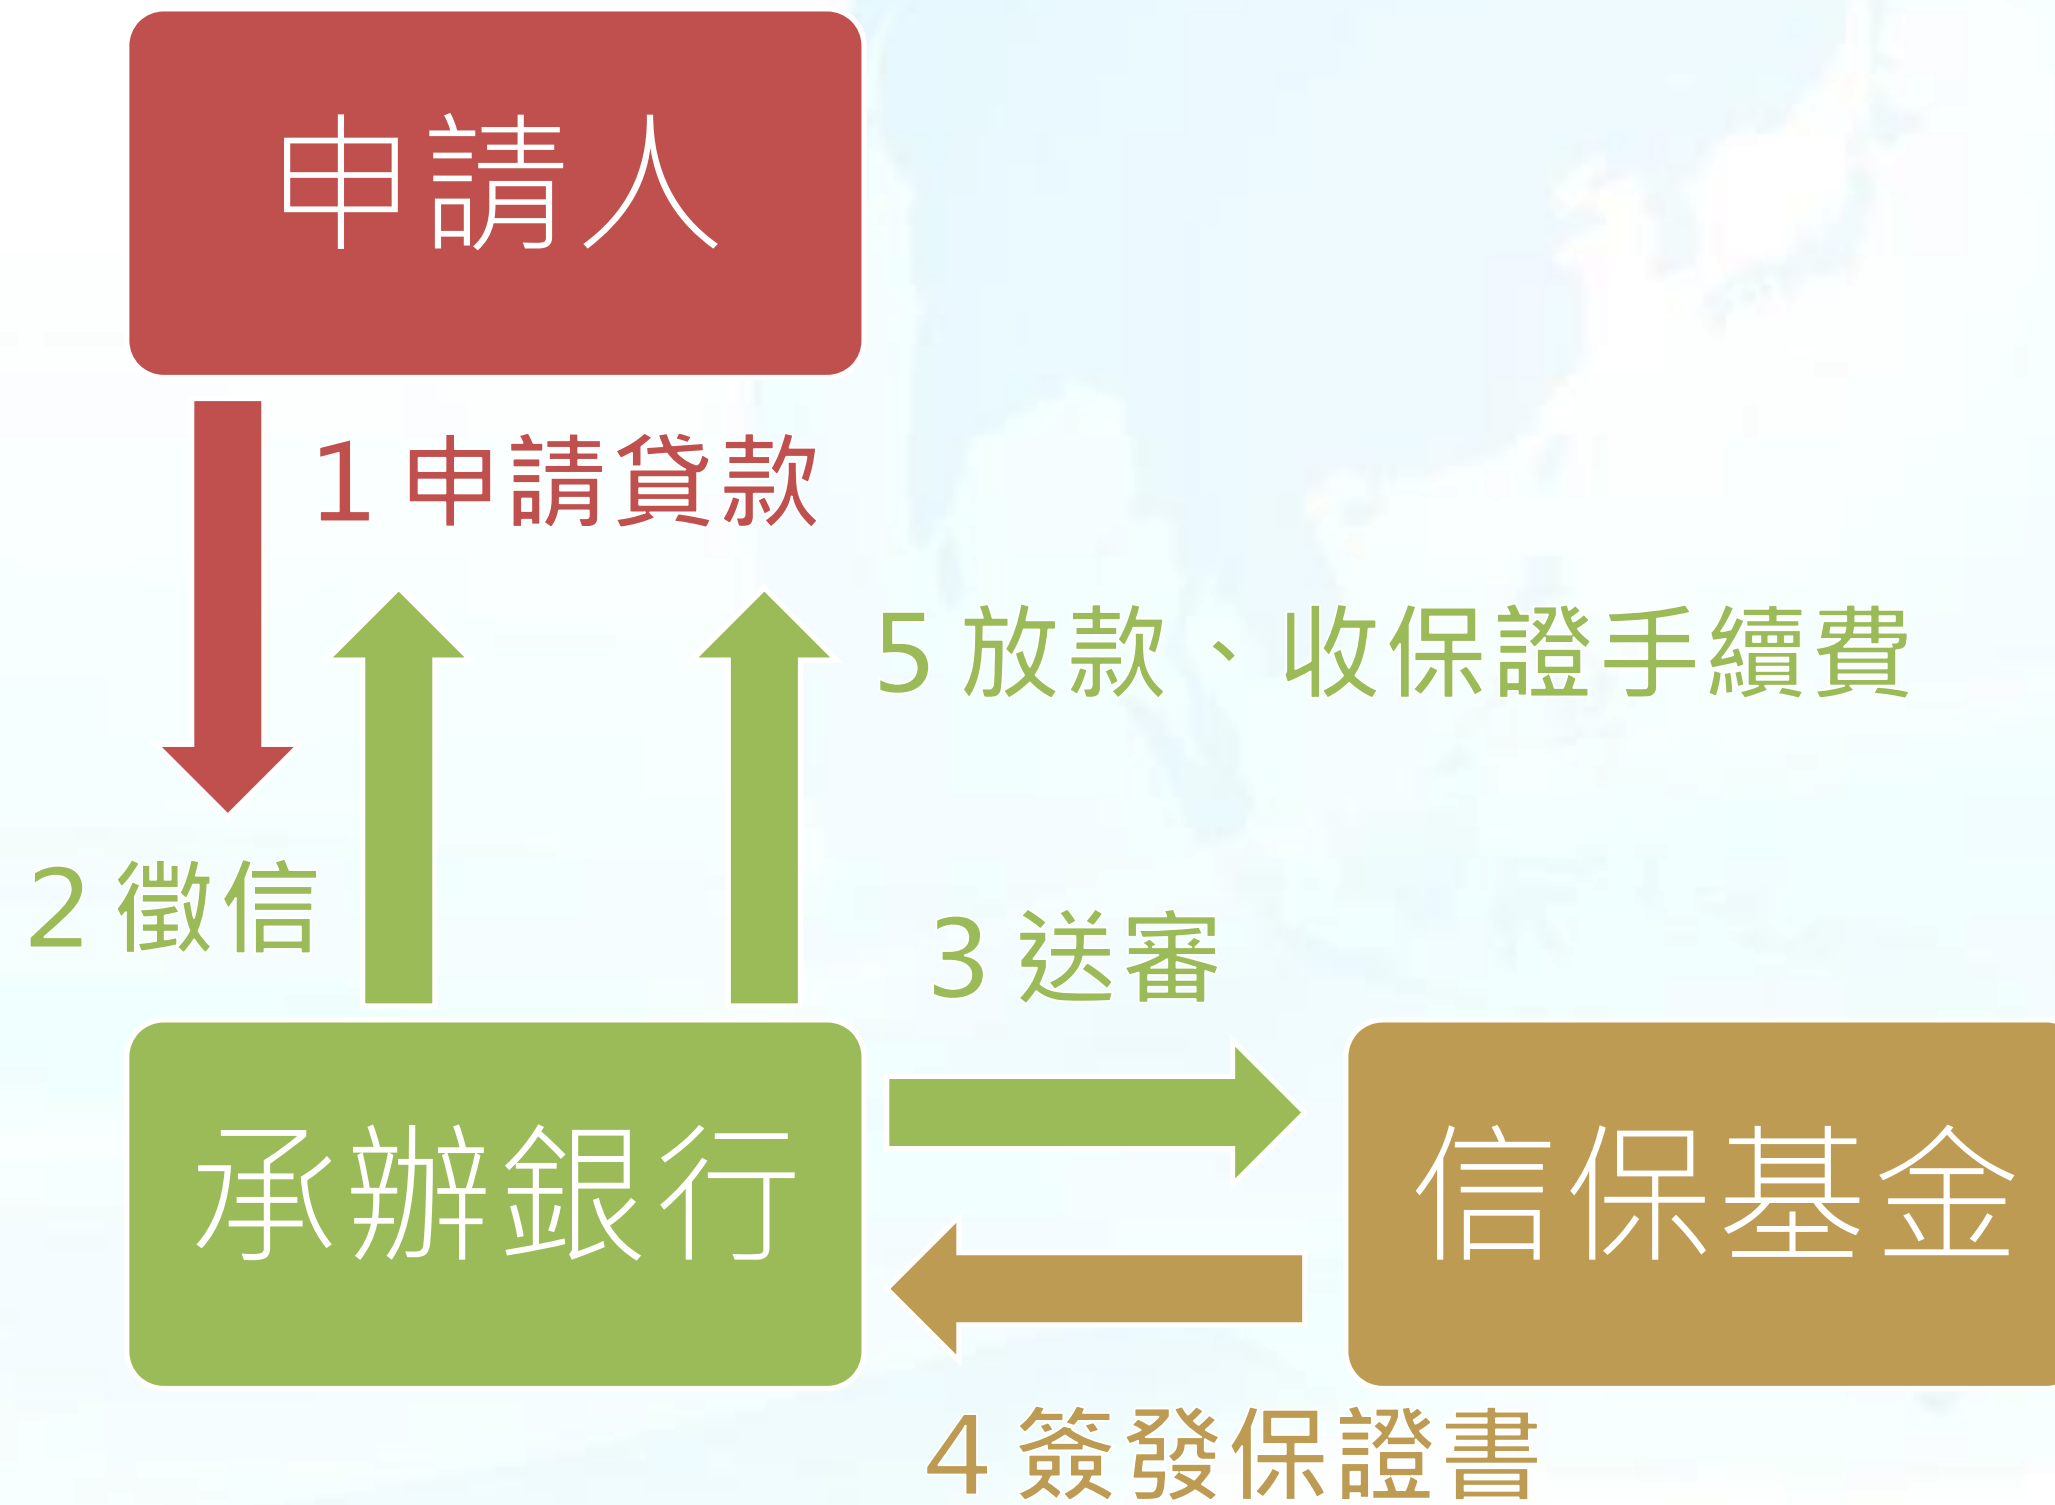 申請人
1申請貸款
5放款、收保證手續費
2徵信
3送審
承辦銀行
信保基金
4簽發保證書